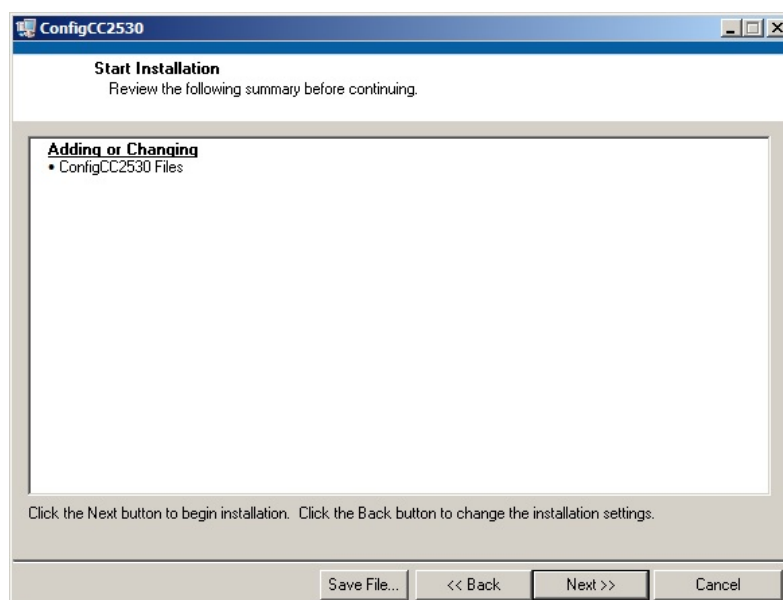 ConfigCC2530
Start Installation
Review the following summary before continuing.
Adding or Changing
• ConfigCC2530 Files
Click the Next button to begin installation.  Click the Back button to change the installation settings.
Save File...
<< Back
Next >>
Cancel